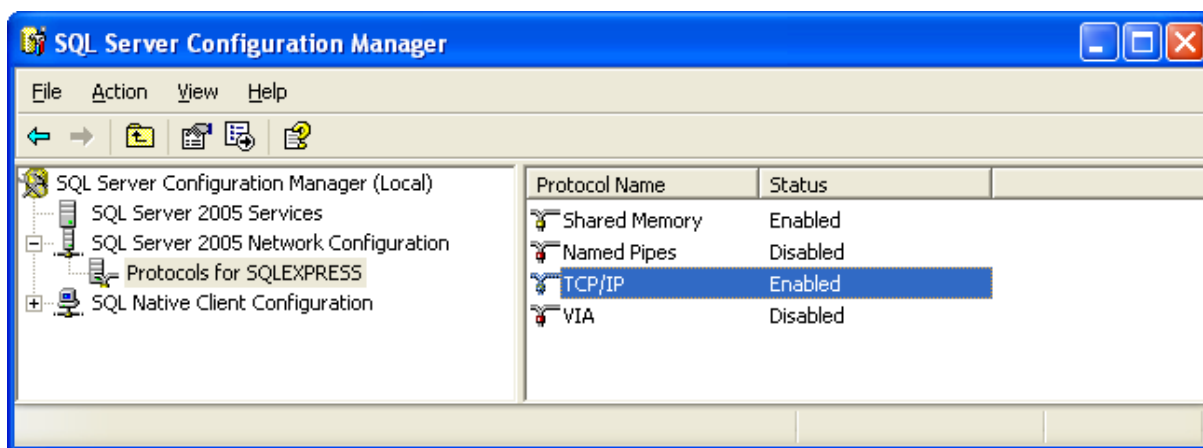 SQL Server Configuration Manager
File Action View Help
SQL Server Configuration Manager (Local)
SQL Server 2005 Services
SQL Server 2005 Network Configuration
Protocols for SQLEXPRESS
SQL Native Client Configuration
Protocol Name Status
Shared Memory Enabled
Named Pipes Disabled
TCP/IP Enabled
VIA Disabled